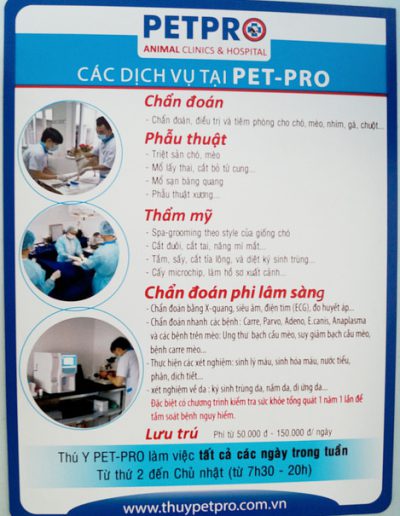 PETPRO
ANIMAL CLINICS & HOSPITAL
CÁC DỊCH VỤ TẠI PET-PRO
Chẩn đoán
- Chẩn đoán, điều trị và tiêm phòng cho chó, mèo, nhím, gà, chuột...
Phẫu thuật
- Triệt sản chó, mèo
- Mổ lấy thai, cắt bỏ tử cung...
- Mổ sạn bàng quang
- Phẫu thuật xương...
Thẩm mỹ
- Spa-grooming theo style của giống chó
- Cắt đuôi, cắt tai, nâng mí mắt...
- Tắm, sấy, cắt tỉa lông, và diệt ký sinh trùng...
- Cấy microchip, làm hồ sơ xuất cảnh...
Chẩn đoán phi lâm sàng
- Chẩn đoán bằng X-quang, siêu âm, điện tim (ECG), đo huyết áp...
- Chẩn đoán nhanh các bệnh : Carre, Parvo, Adeno, E.canis, Anaplasma
và các bệnh trên mèo: Ung thư bạch cầu mèo, suy giảm bạch cầu mèo,
bệnh carre mèo...
- Thực hiện các xét nghiệm: sinh lý máu, sinh hóa máu, nước tiểu,
phân, dịch tiết...
- xét nghiệm về da : ký sinh trùng da, nấm da, dị ứng da...
Đặc biệt có chương trình kiểm tra sức khỏe tổng quát 1 năm 1 lần để
tầm soát bệnh nguy hiểm.
Lưu trú : Phí từ 50.000 đ - 150.000 đ/ ngày
Thú Y PET-PRO làm việc tất cả các ngày trong tuần
Từ thứ 2 đến Chủ nhật (từ 7h30 - 20h)
www.thuypetpro.com.vn